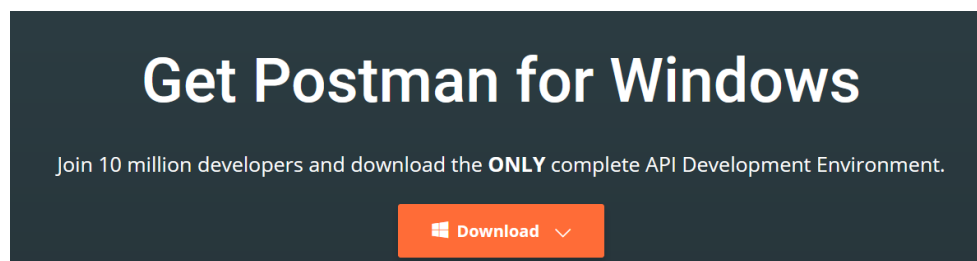 Get Postman for Windows
Join 10 million developers and download the ONLY complete API Development Environment.
Download